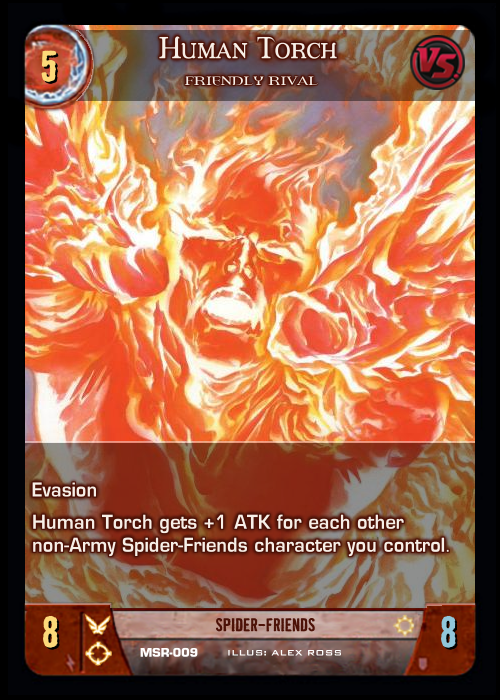 5
HUMAN TORCH
FRIENDLY RIVAL
VS.
Evasion
Human Torch gets +1 ATK for each other
non-Army Spider-Friends character you control.
8
SPIDER-FRIENDS
8
MSR-009 ILLUS: ALEX ROSS